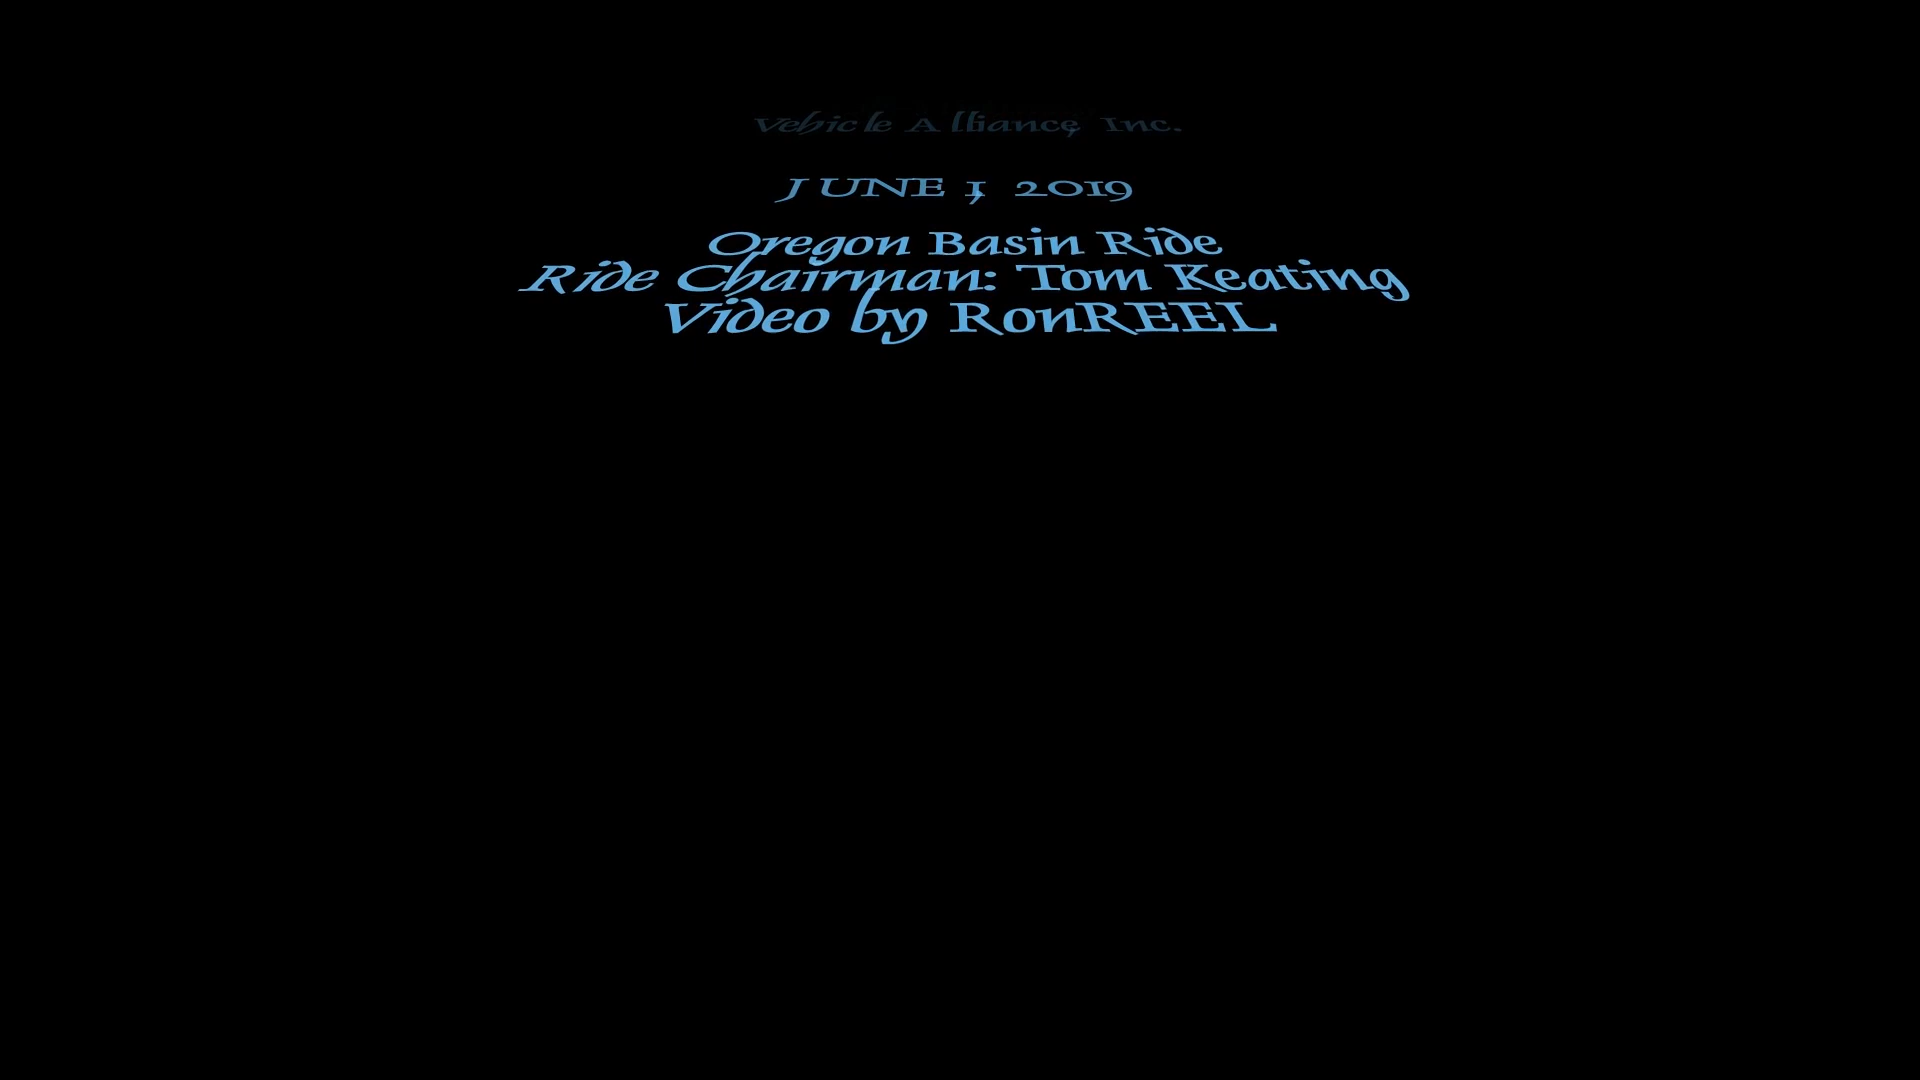 Vehicle Alliance, Inc.
JUNE 1, 2019
Oregon Basin Ride
Ride Chairman: Tom Keating
Video by RonREEL